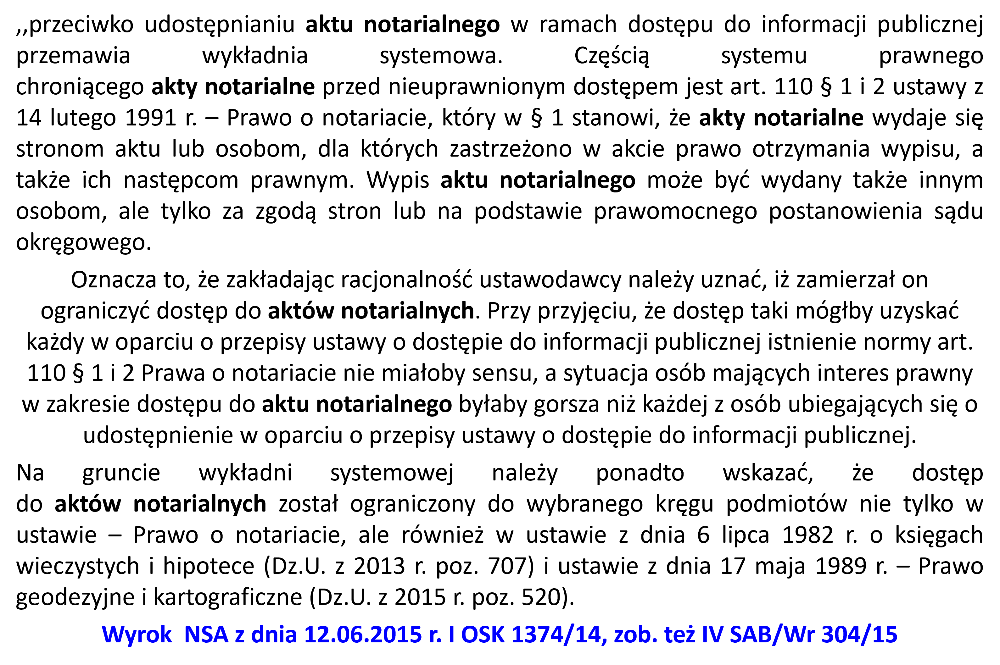 ,,przeciwko udostępnianiu aktu notarialnego w ramach dostępu do informacji publicznej
przemawia wykładnia systemowa. Częścią systemu prawnego
chroniącego akty notarialne przed nieuprawnionym dostępem jest art. 110 § 1 i 2 ustawy z
14 lutego 1991 r. – Prawo o notariacie, który w § 1 stanowi, że akty notarialne wydaje się
stronom aktu lub osobom, dla których zastrzeżono w akcie prawo otrzymania wypisu, a
także ich następcom prawnym. Wypis aktu notarialnego może być wydany także innym
osobom, ale tylko za zgodą stron lub na podstawie prawomocnego postanowienia sądu
okręgowego.
Oznacza to, że zakładając racjonalność ustawodawcy należy uznać, iż zamierzał on
ograniczyć dostęp do aktów notarialnych. Przy przyjęciu, że dostęp taki mógłby uzyskać
każdy w oparciu o przepisy ustawy o dostępie do informacji publicznej istnienie normy art.
110 § 1 i 2 Prawa o notariacie nie miałoby sensu, a sytuacja osób mających interes prawny
w zakresie dostępu do aktu notarialnego byłaby gorsza niż każdej z osób ubiegających się o
udostępnienie w oparciu o przepisy ustawy o dostępie do informacji publicznej.
Na gruncie wykładni systemowej należy ponadto wskazać, że dostęp
do aktów notarialnych został ograniczony do wybranego kręgu podmiotów nie tylko w
ustawie – Prawo o notariacie, ale również w ustawie z dnia 6 lipca 1982 r. o księgach
wieczystych i hipotece (Dz.U. z 2013 r. poz. 707) i ustawie z dnia 17 maja 1989 r. – Prawo
geodezyjne i kartograficzne (Dz.U. z 2015 r. poz. 520).
Wyrok NSA z dnia 12.06.2015 r. I OSK 1374/14, zob. też IV SAB/Wr 304/15